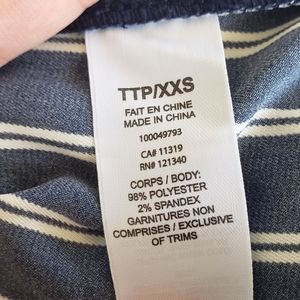 TTP/XXS
FAIT EN CHINE
MADE IN CHINA
100049793
CA# 11319
RN# 121340
CORPS / BODY:
98% POLYESTER
2% SPANDEX
GARNITURES NON
COMPRISES / EXCLUSIVE
OF TRIMS